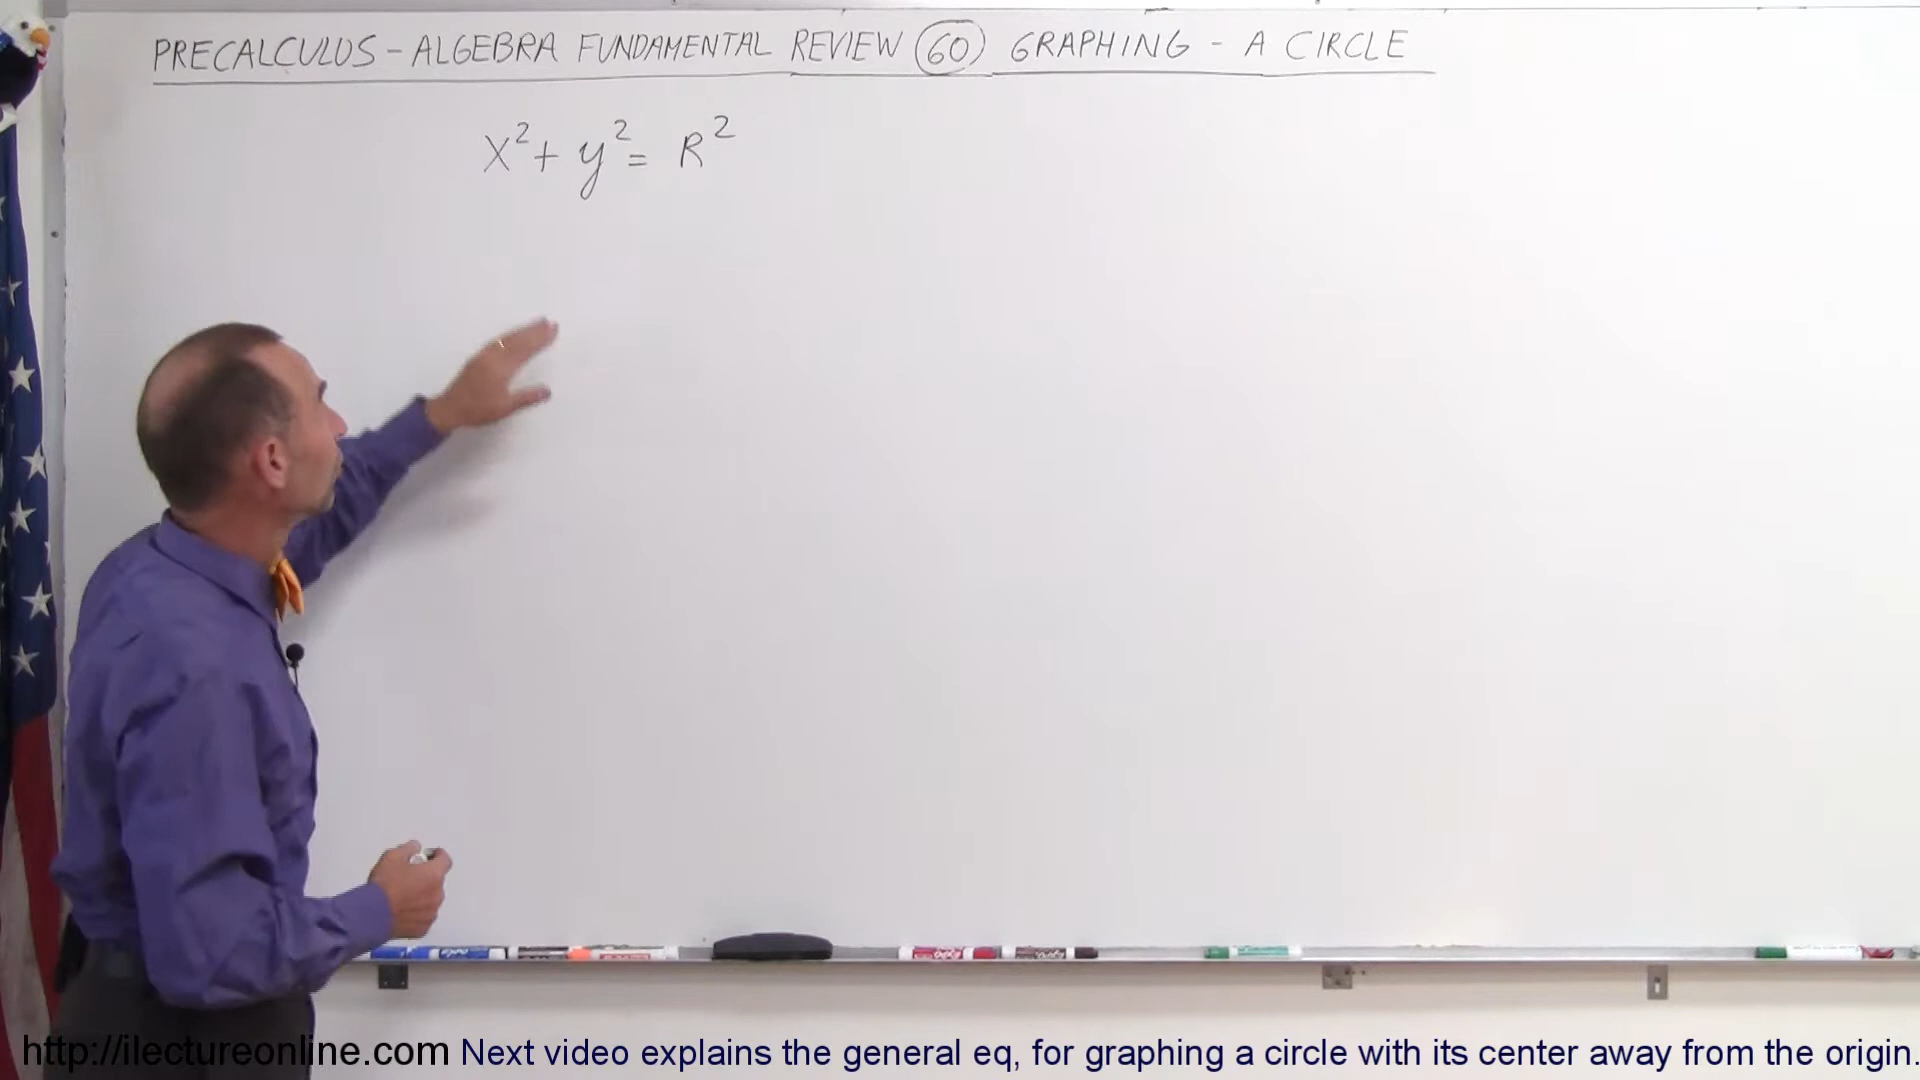 PRECALCULUS - ALGEBRA FUNDAMENTAL REVIEW 60 GRAPHING - A CIRCLE
X² + y² = R²
http://ilectureonline.com Next video explains the general eq, for graphing a circle with its center away from the origin.